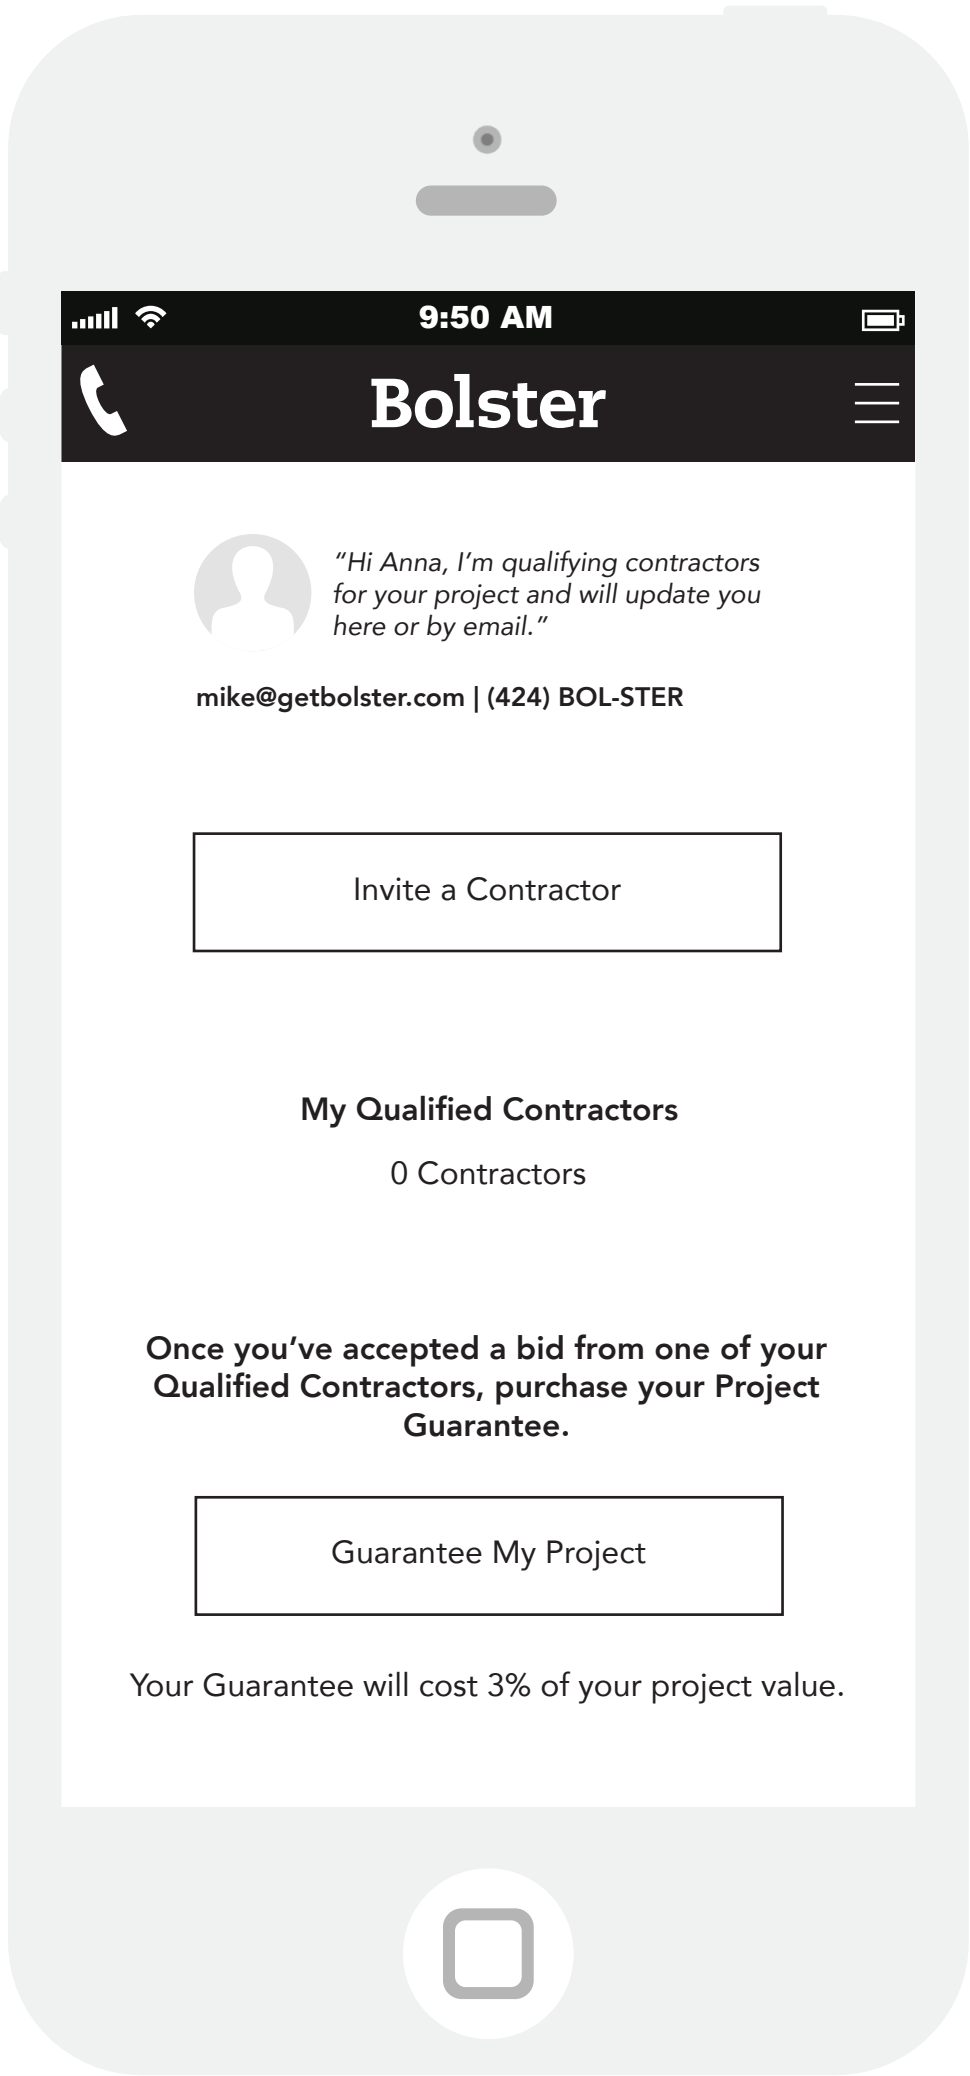 9:50 AM
Bolster
“Hi Anna, I’m qualifying contractors
for your project and will update you
here or by email.”
mike@getbolster.com | (424) BOL-STER
Invite a Contractor
My Qualified Contractors
0 Contractors
Once you’ve accepted a bid from one of your
Qualified Contractors, purchase your Project
Guarantee.
Guarantee My Project
Your Guarantee will cost 3% of your project value.